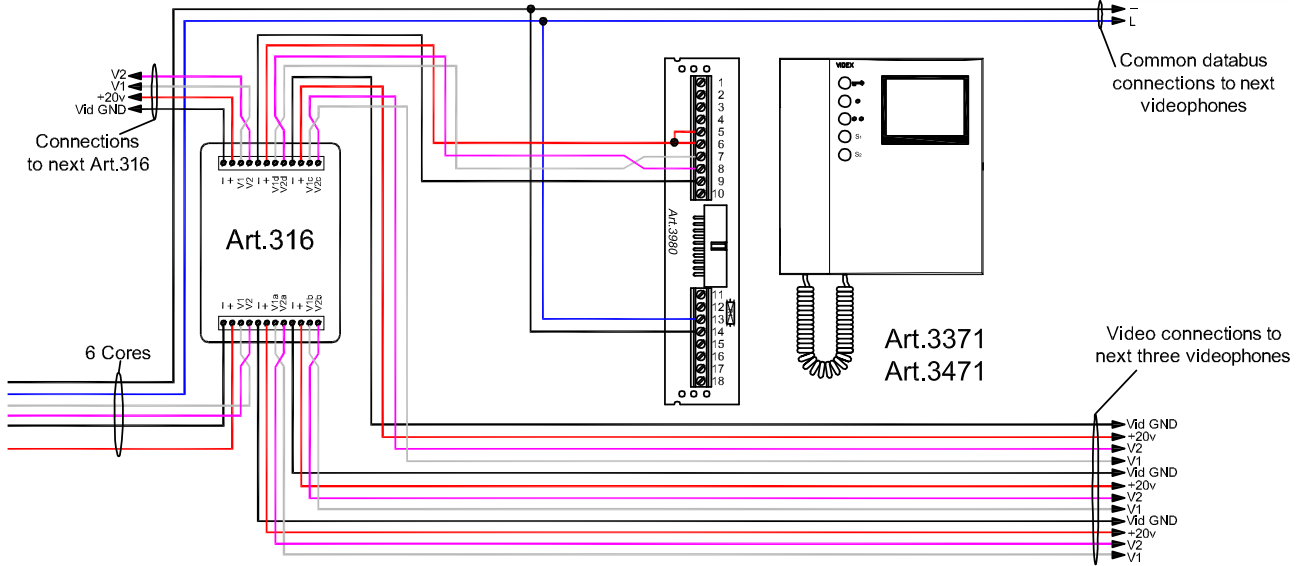 –
L
Common databus
connections to next
videophones
V2
V1
+20v
Vid GND
Connections
to next Art.316
– + V1 V2 – + V1d V2d – + V1c V2c
Art.316
– + V1 V2 – + V1a V2a – + V1b V2b
6 Cores
1
2
3
4
5
6
7
8
9
10
Art.3980
11
12
13
14
15
16
17
18
VIDEX
S1
S2
Art.3371
Art.3471
Video connections to
next three videophones
Vid GND
+20v
V2
V1
Vid GND
+20v
V2
V1
Vid GND
+20v
V2
V1